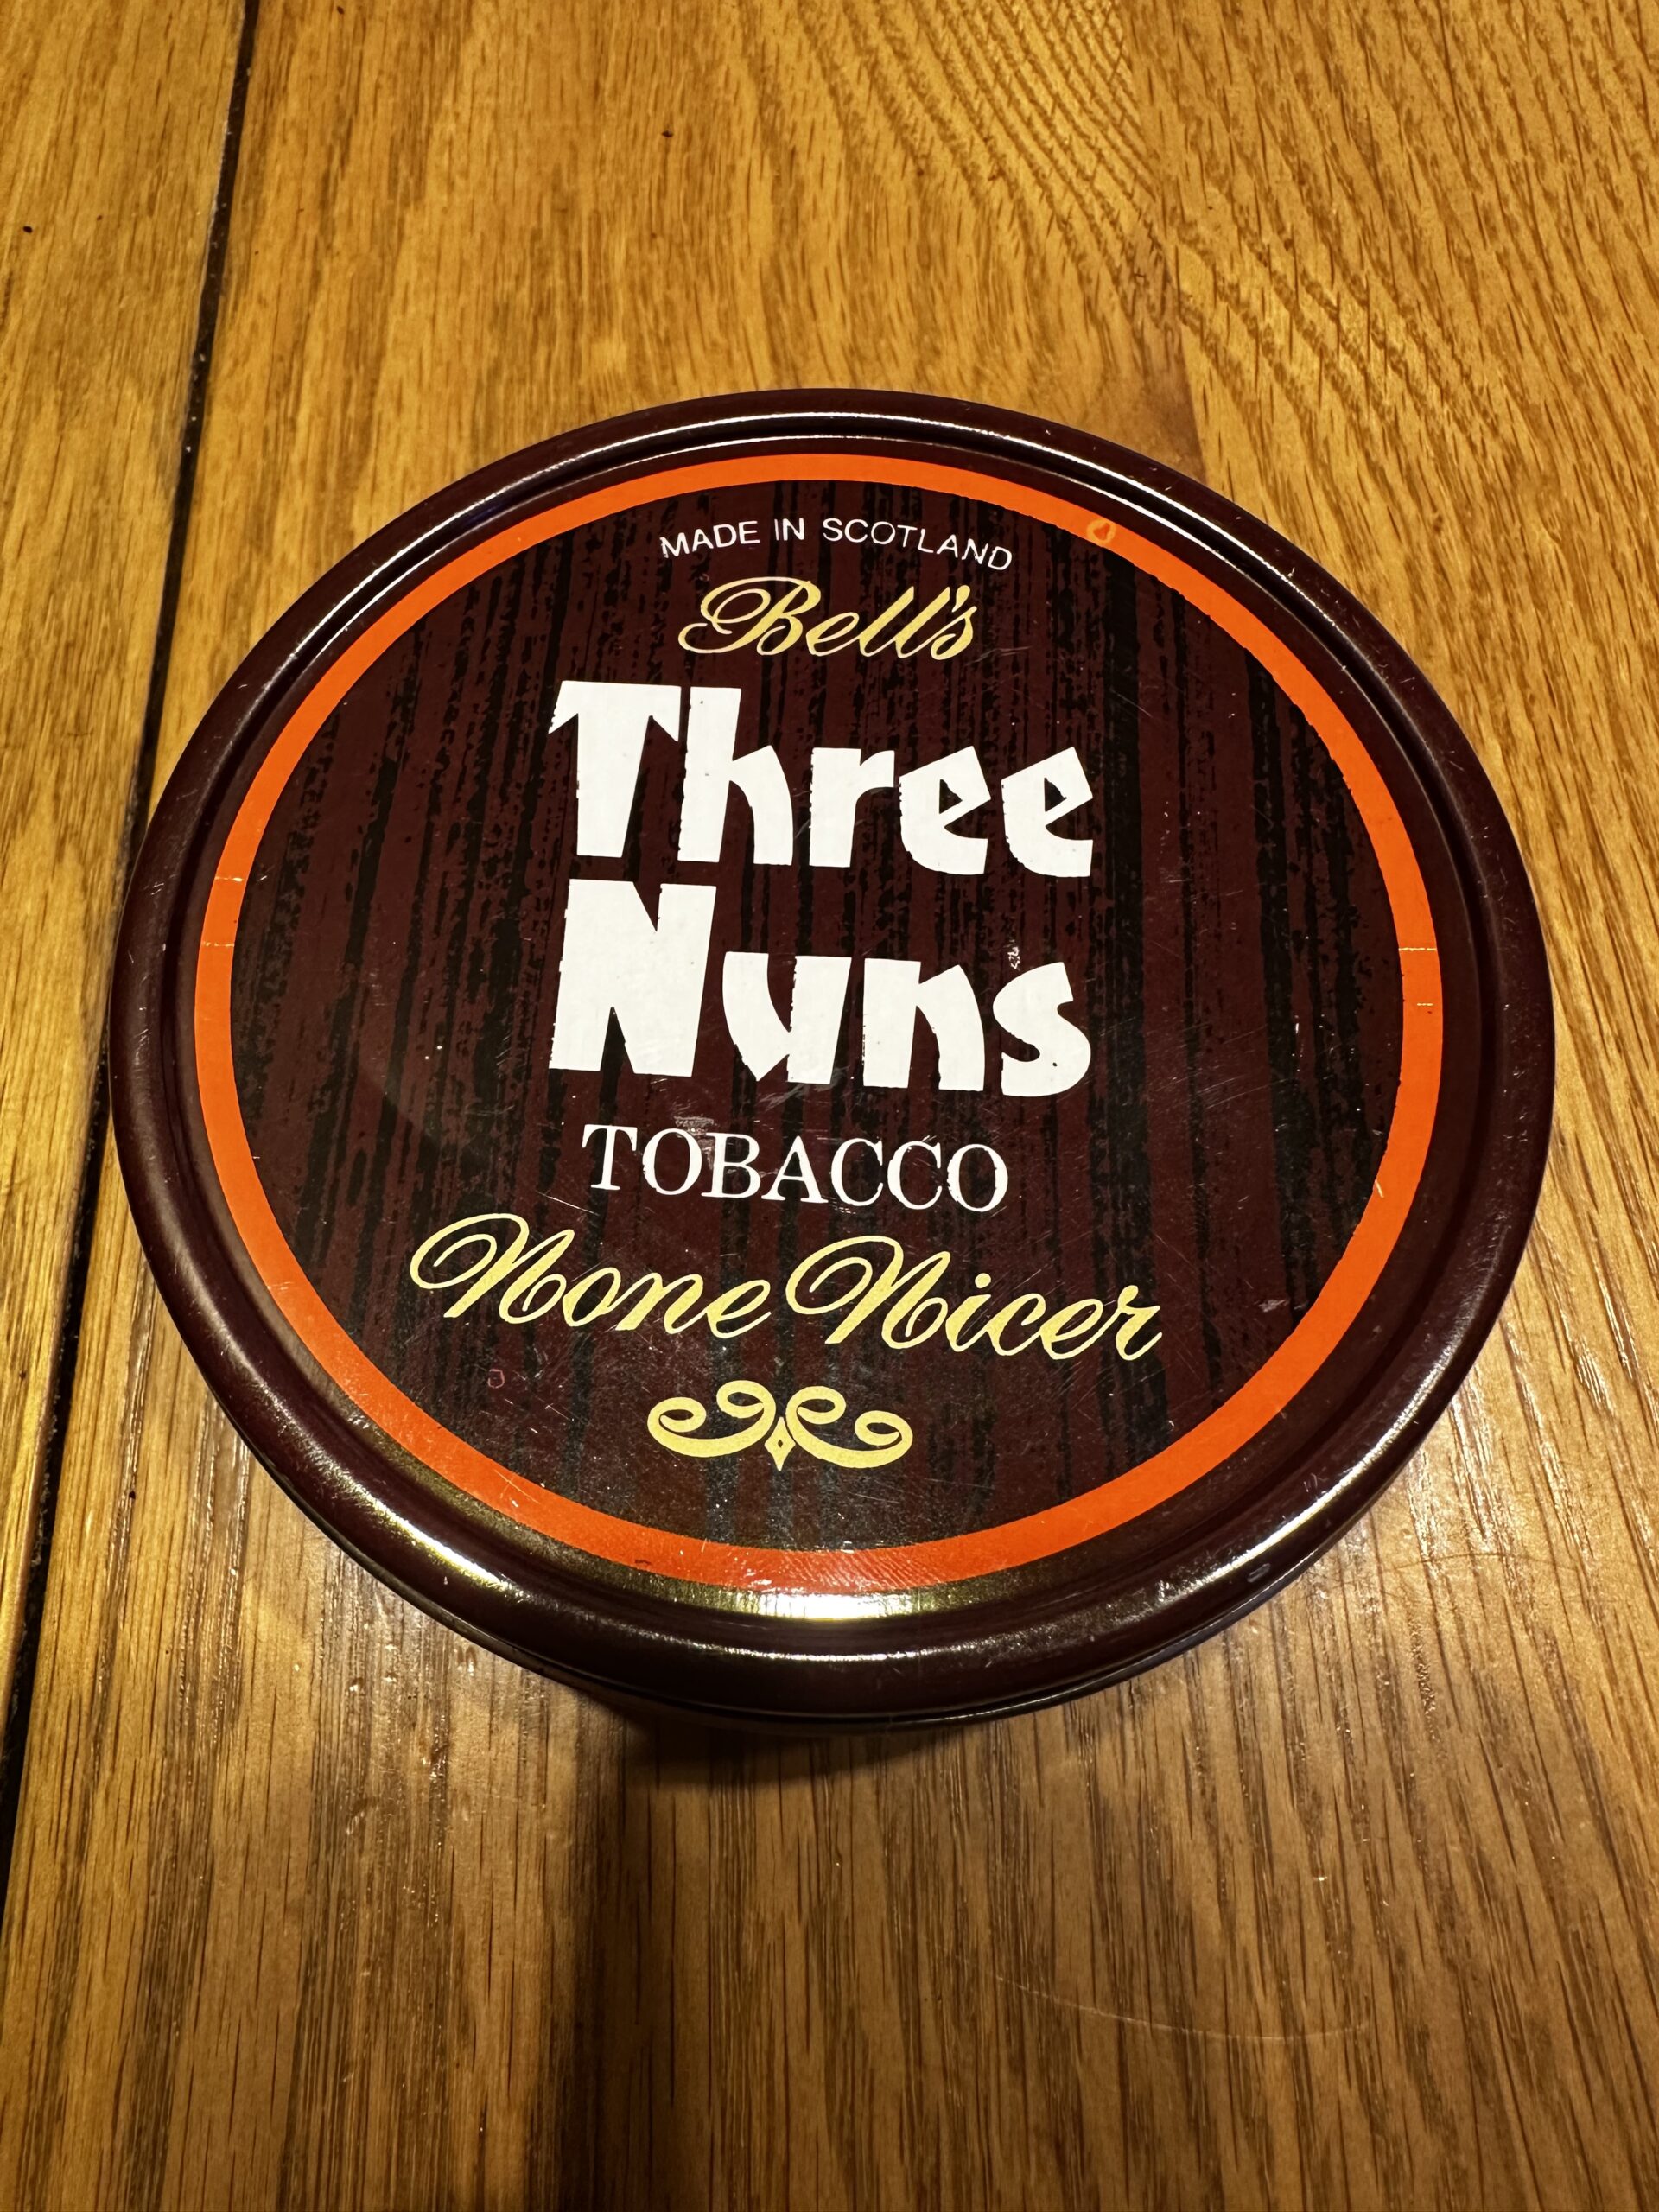 MADE IN SCOTLAND
Bell's
Three
Nuns
TOBACCO
None Nicer